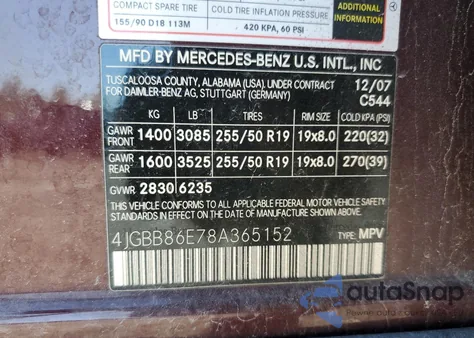 COMPACT SPARE TIRE
COLD TIRE INFLATION PRESSURE
155/90 D18 113M
420 KPA, 60 PSI
ADDITIONAL
INFORMATION
MFD BY MERCEDES-BENZ U.S. INTL., INC
TUSCALOOSA COUNTY, ALABAMA (USA). UNDER CONTRACT
FOR DAIMLER-BENZ AG, STUTTGART (GERMANY)
12/07
C544
KG LB TIRES RIM SIZE COLD KPA (PSI)
GAWR FRONT 1400 3085 255/50 R19 19x8.0 220(32)
GAWR REAR 1600 3525 255/50 R19 19x8.0 270(39)
GVWR 2830 6235
THIS VEHICLE CONFORMS TO ALL APPLICABLE FEDERAL MOTOR VEHICLE SAFETY
STANDARDS IN EFFECT ON THE DATE OF MANUFACTURE SHOWN ABOVE.
4JGBB86E78A365152 TYPE: MPV
autoSnap
Powered by